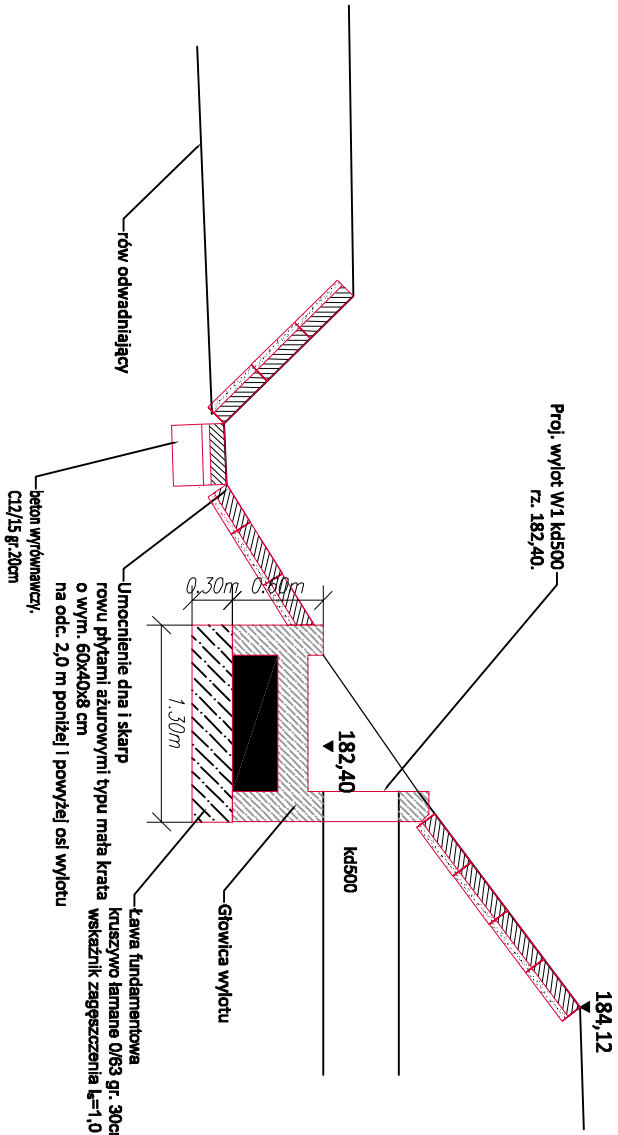 Proj. wylot W1 kd500
rz. 182,40.
184,12
182,40
kd500
rów odwadniający
0.30m
0.60m
1.30m
beton wyrównawczy.
C12/15 gr.20cm
Umocnienie dna i skarp
rowu płytami ażurowymi typu mała krata
o wym. 60x40x8 cm
na odc. 2,0 m poniżej i powyżej osi wylotu
Głowica wylotu
Ława fundamentowa
kruszywo łamane 0/63 gr. 30c
wskaźnik zagęszczenia Is=1,0